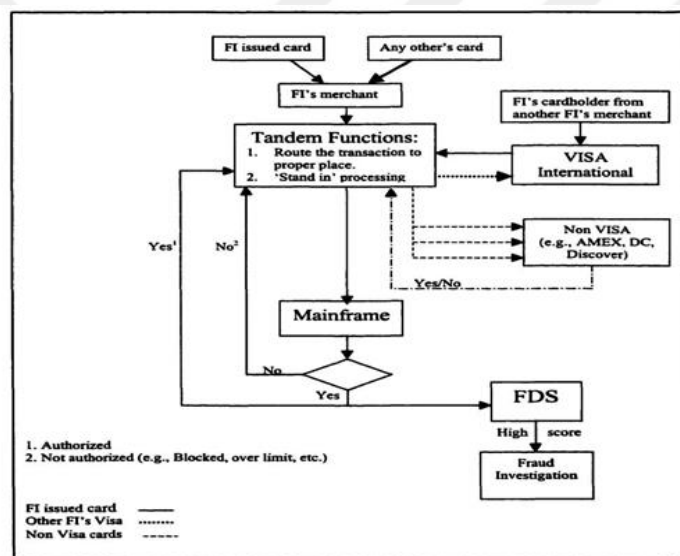 FI issued card
Any other's card
FI's merchant
FI's cardholder from
another FI's merchant
Tandem Functions:
1. Route the transaction to
proper place.
2. 'Stand in' processing
VISA
International
Yes¹
No²
Non VISA
(e.g., AMEX, DC,
Discover)
Yes/No
Mainframe
No
Yes
FDS
High score
Fraud
Investigation
1. Authorized
2. Not authorized (e.g., Blocked, over limit, etc.)
FI issued card
Other FI's Visa
Non Visa cards